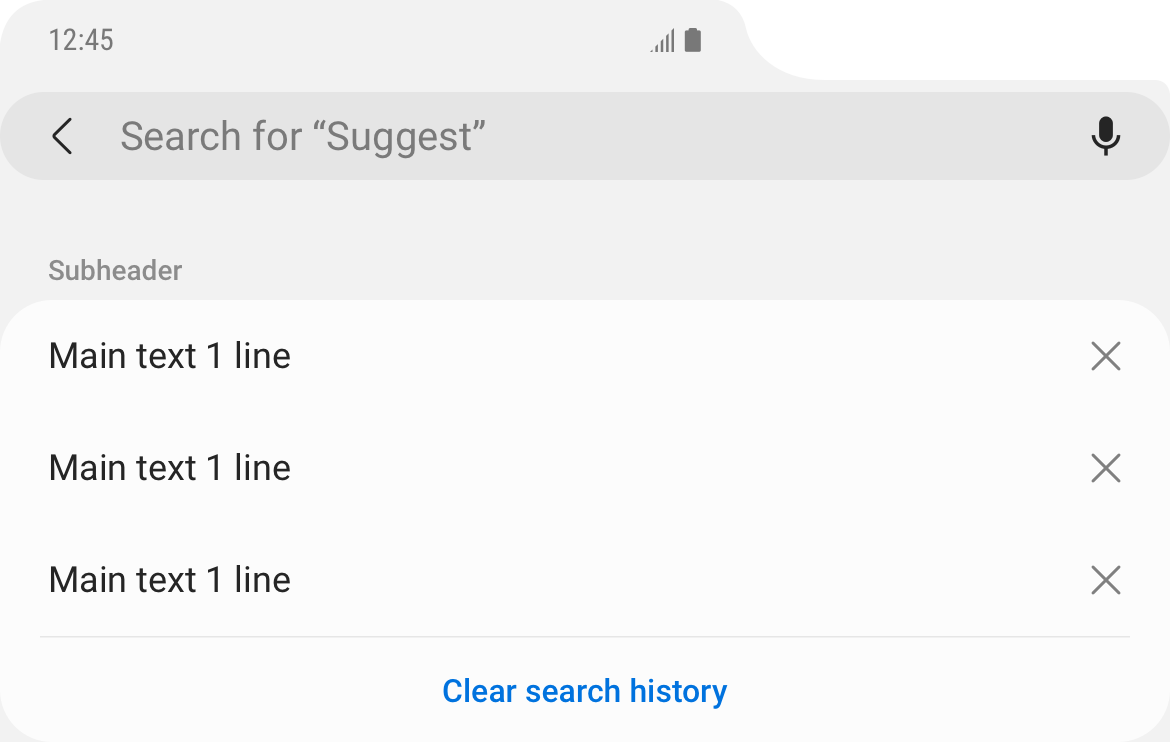 12:45
Search for “Suggest”
Subheader
Main text 1 line
Main text 1 line
Main text 1 line
Clear search history